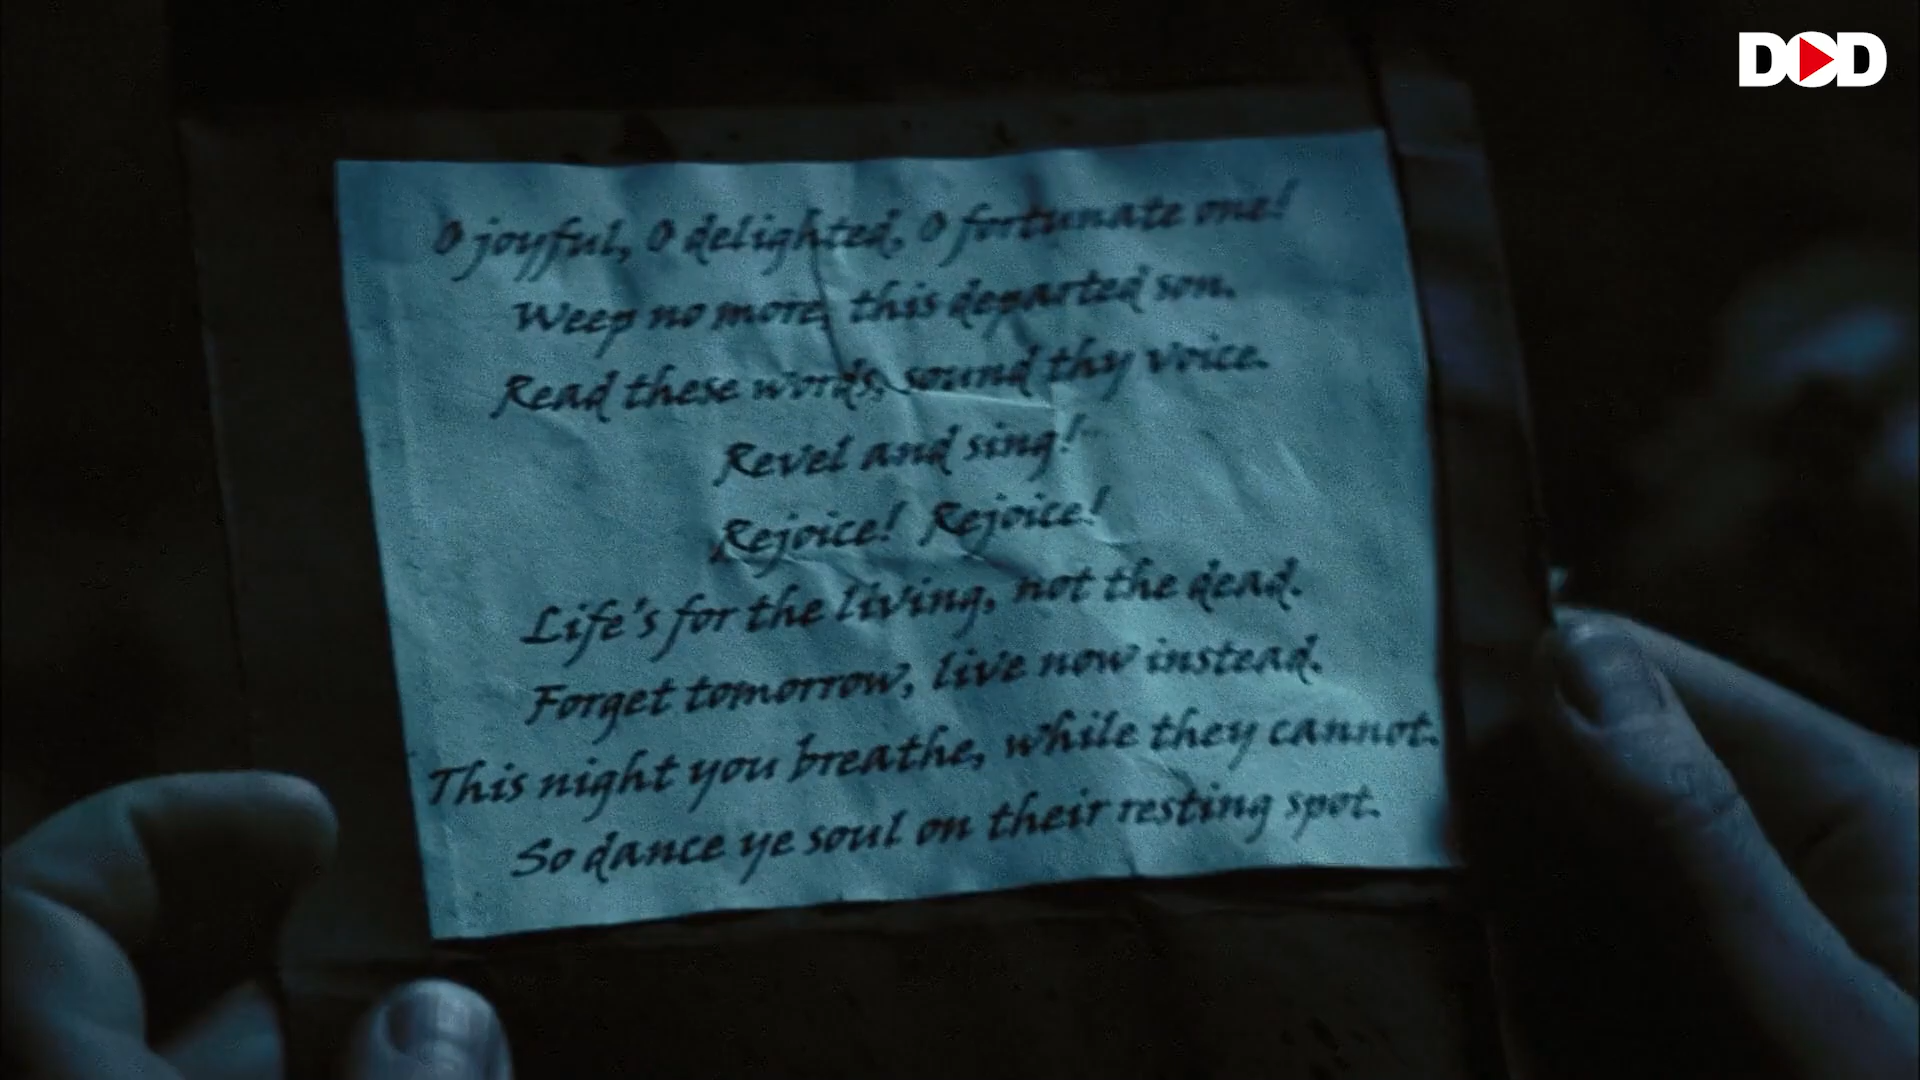 DOD
O joyful, O delighted, O fortunate one!
Weep no more, this departed son.
Read these words, sound thy voice.
Revel and sing!
Rejoice! Rejoice!
Life's for the living, not the dead.
Forget tomorrow, live now instead.
This night you breathe, while they cannot.
So dance ye soul on their resting spot.